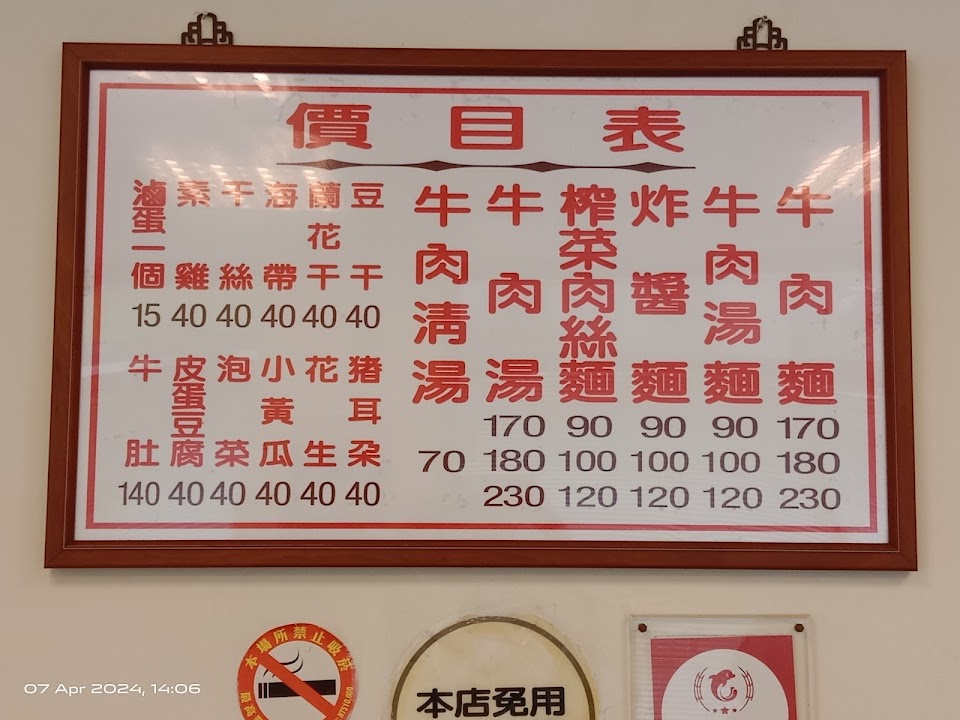 價目表
牛肉麵 170 180 230
牛肉湯麵 90 100 120
炸醬麵 90 100 120
榨菜肉絲麵 90 100 120
牛肉湯 170 180 230
牛肉清湯 70
豆干 40
蘭花干 40
海帶 40
干絲 40
素雞 40
滷蛋一個 15
豬耳朵 40
花生 40
小黃瓜 40
泡菜 40
皮蛋豆腐 40
牛肚 140
本場所禁止吸菸
NT$10,000
本店免用
07 Apr 2024, 14:06